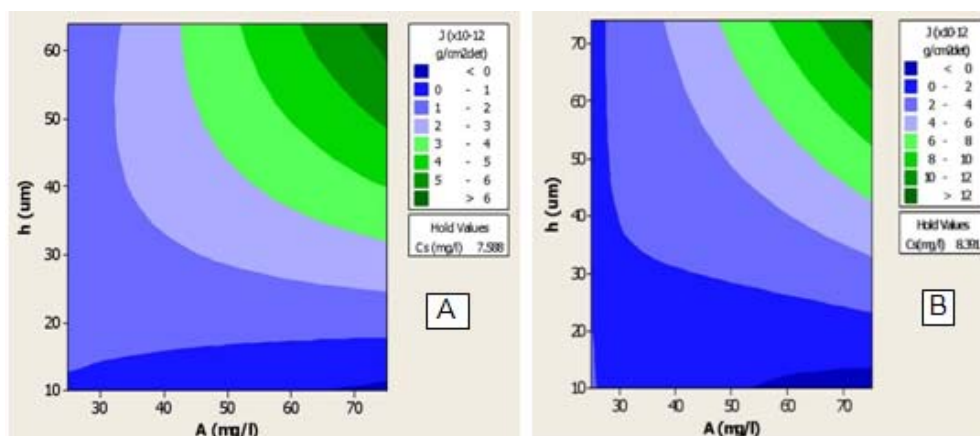 J (x10-12
g/cm2det)
< 0
0 - 1
1 - 2
2 - 3
3 - 4
4 - 5
5 - 6
> 6
Hold Values
Cs (mg/l) 7.588
60
50
40
30
20
10
h (um)
30 40 50 60 70
A (mg/l)
A
J (x10-12
g/cm2det)
< 0
0 - 2
2 - 4
4 - 6
6 - 8
8 - 10
10 - 12
> 12
Hold Values
Cs(mg/l)
70
60
50
40
30
20
10
h (um)
30 40 50 60 70
A (mg/l)
B